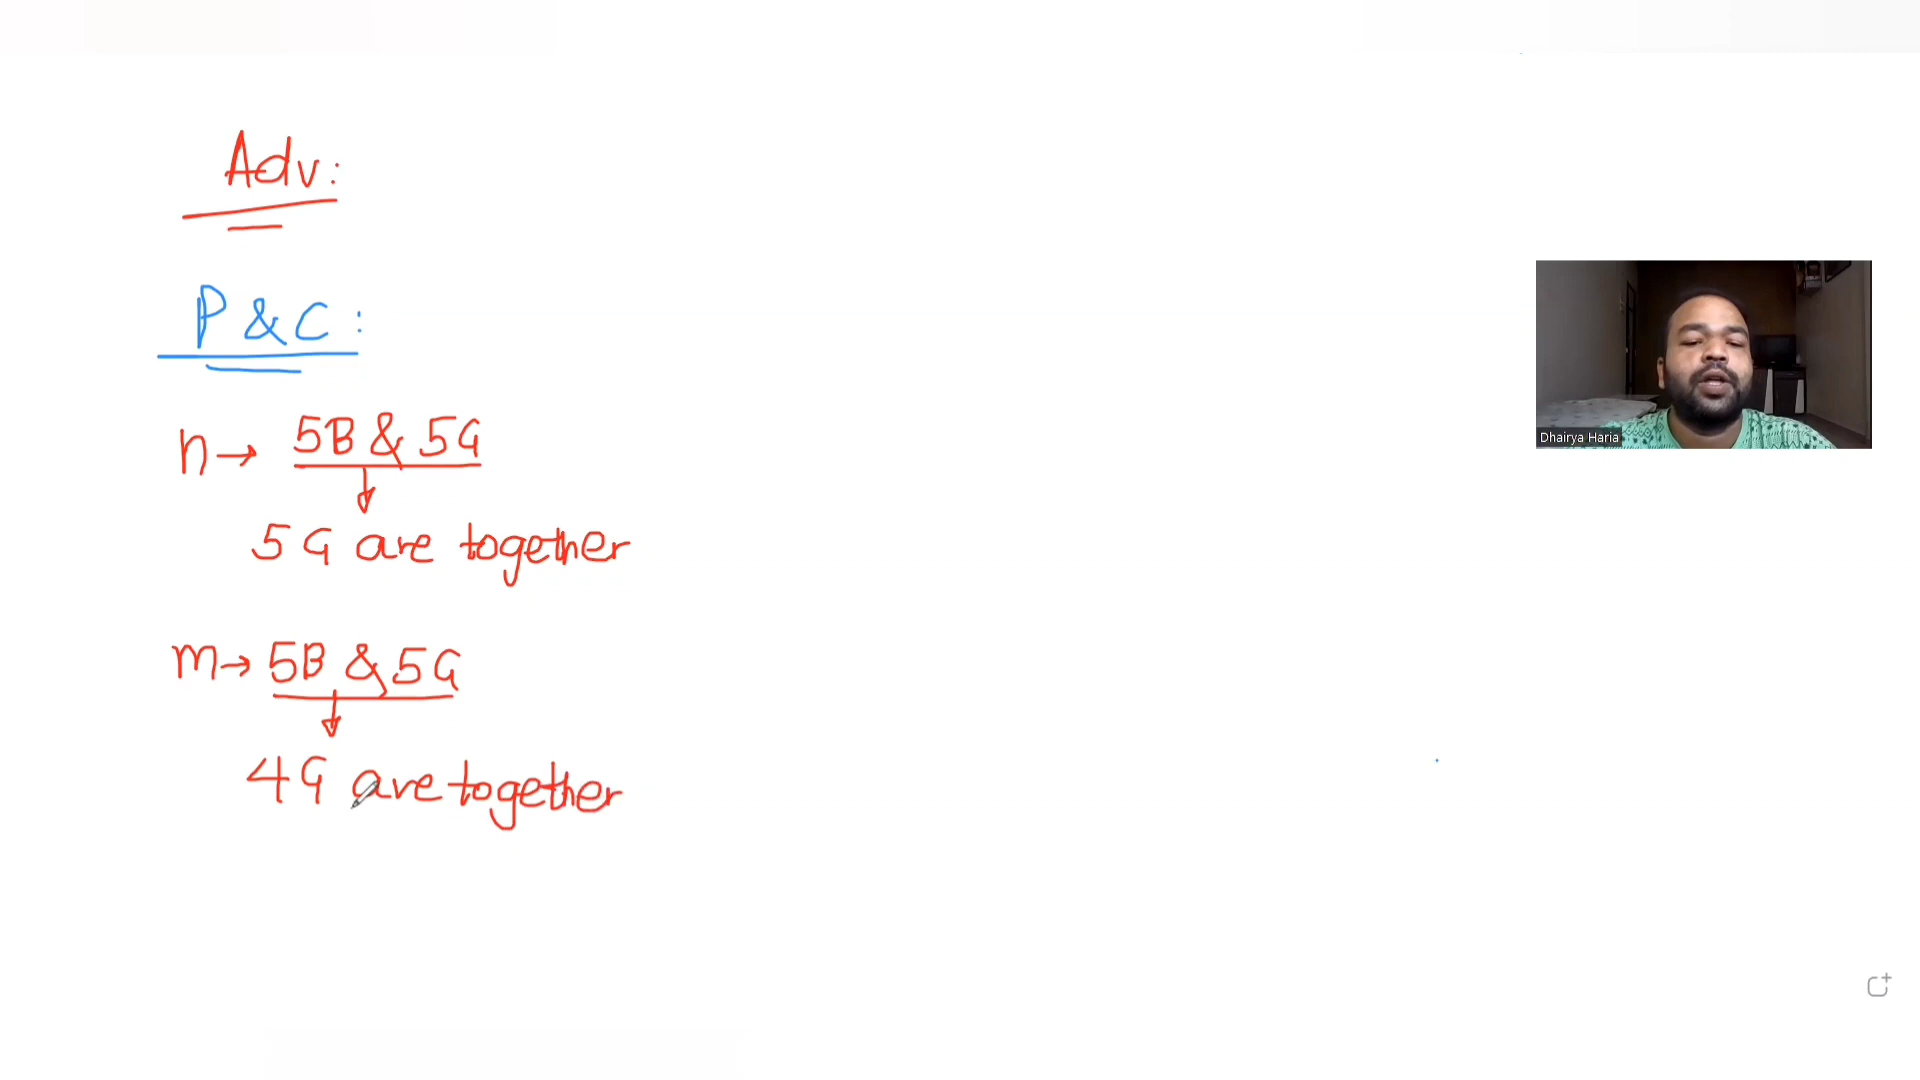 Adv:
P & C :
n → 5B & 5G
5 G are together
m → 5B & 5G
4 G are together
Dhairya Haria